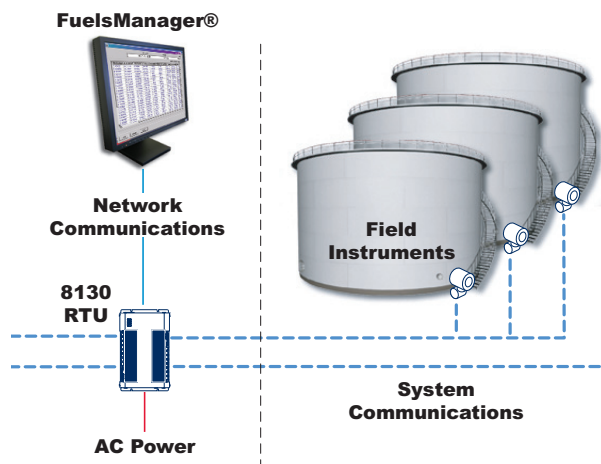 FuelsManager®
Network
Communications
8130
RTU
AC Power
Field
Instruments
System
Communications